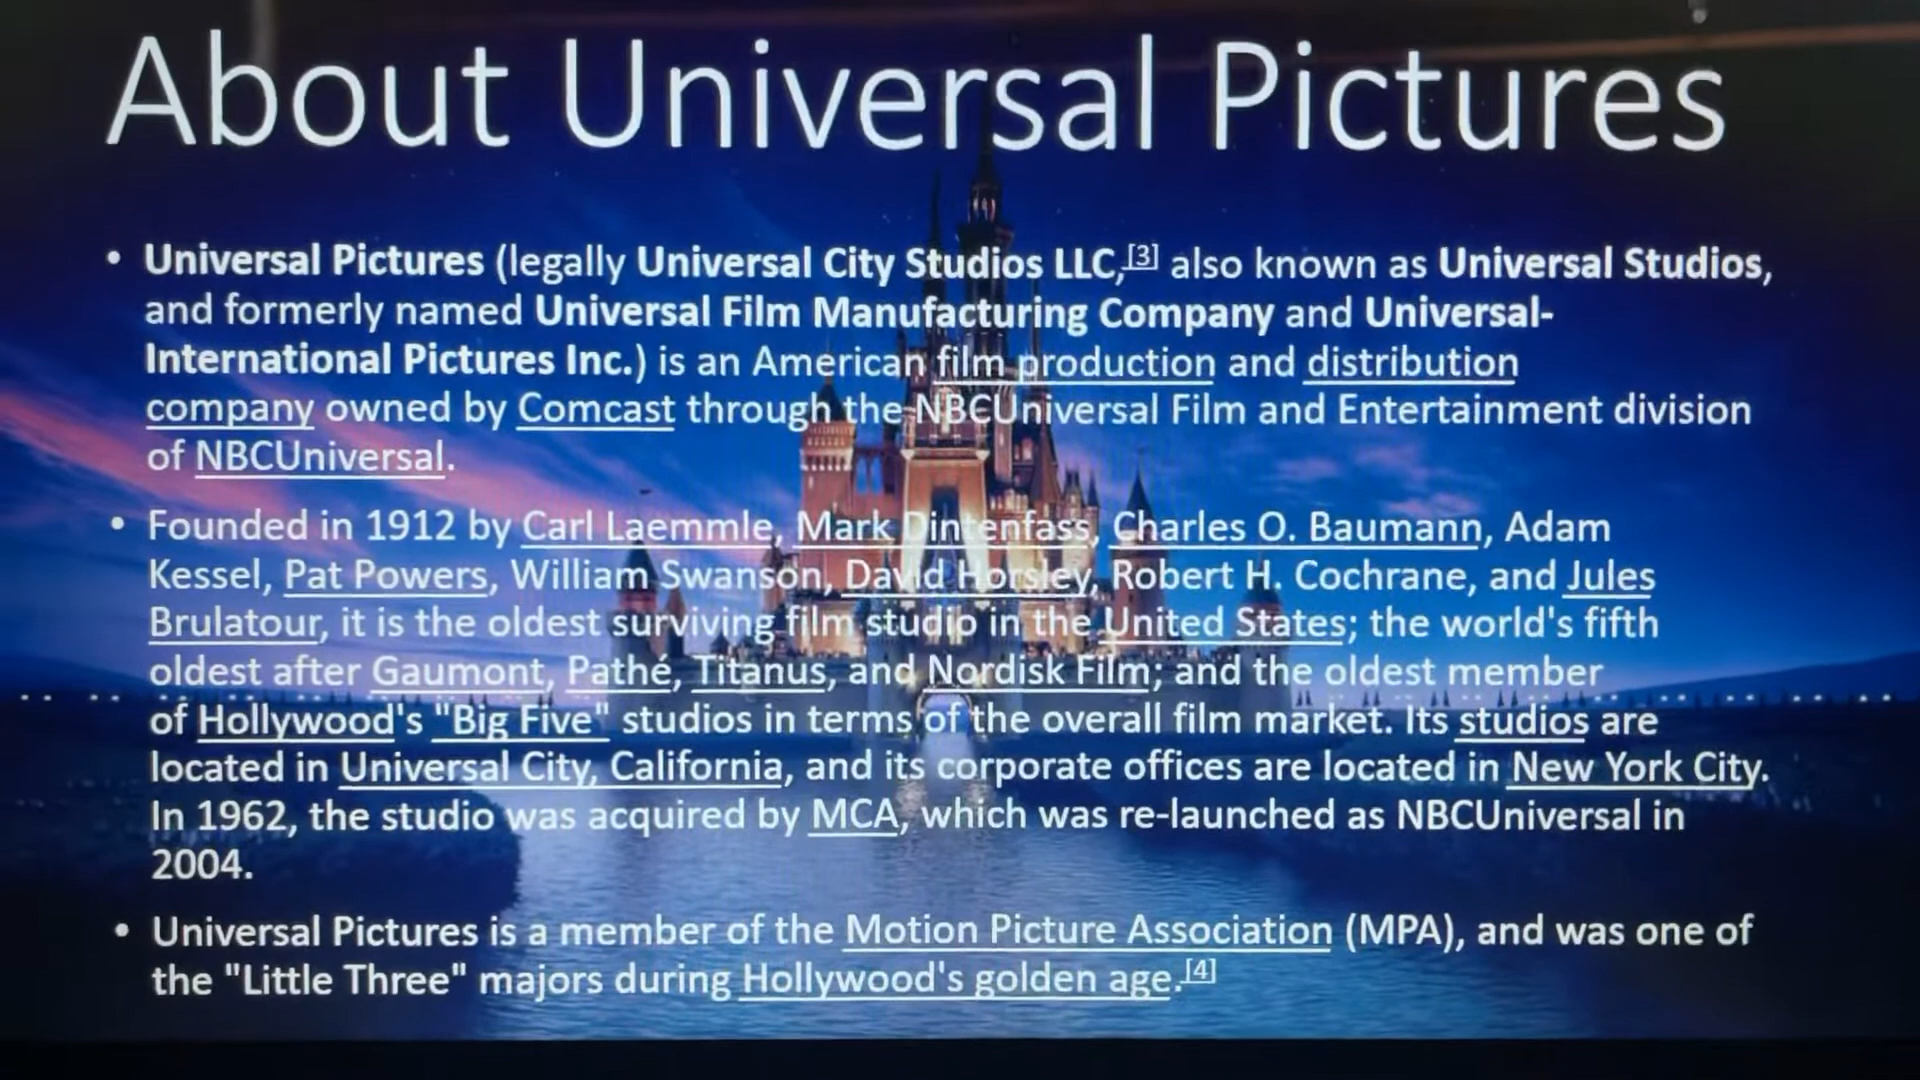 About Universal Pictures
• Universal Pictures (legally Universal City Studios LLC,[3] also known as Universal Studios,
and formerly named Universal Film Manufacturing Company and Universal-
International Pictures Inc.) is an American film production and distribution
company owned by Comcast through the NBCUniversal Film and Entertainment division
of NBCUniversal.
• Founded in 1912 by Carl Laemmle, Mark Dintenfass, Charles O. Baumann, Adam
Kessel, Pat Powers, William Swanson, David Horsley, Robert H. Cochrane, and Jules
Brulatour, it is the oldest surviving film studio in the United States; the world's fifth
oldest after Gaumont, Pathé, Titanus, and Nordisk Film; and the oldest member
of Hollywood's "Big Five" studios in terms of the overall film market. Its studios are
located in Universal City, California, and its corporate offices are located in New York City.
In 1962, the studio was acquired by MCA, which was re-launched as NBCUniversal in
2004.
• Universal Pictures is a member of the Motion Picture Association (MPA), and was one of
the "Little Three" majors during Hollywood's golden age.[4]